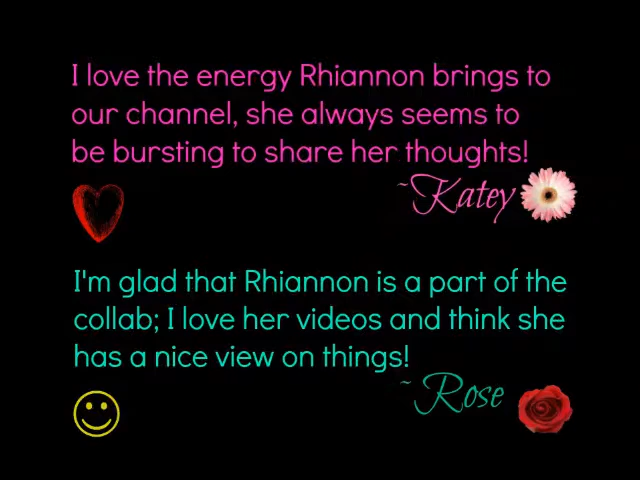 I love the energy Rhiannon brings to
our channel, she always seems to
be bursting to share her thoughts!
~Katey
I'm glad that Rhiannon is a part of the
collab; I love her videos and think she
has a nice view on things!
~ Rose